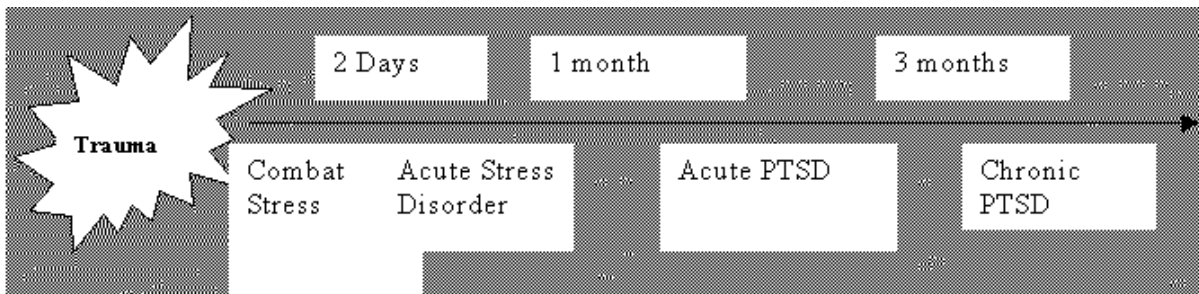 2 Days
1 month
3 months
Trauma
Combat
Stress
Acute Stress
Disorder
Acute PTSD
Chronic
PTSD